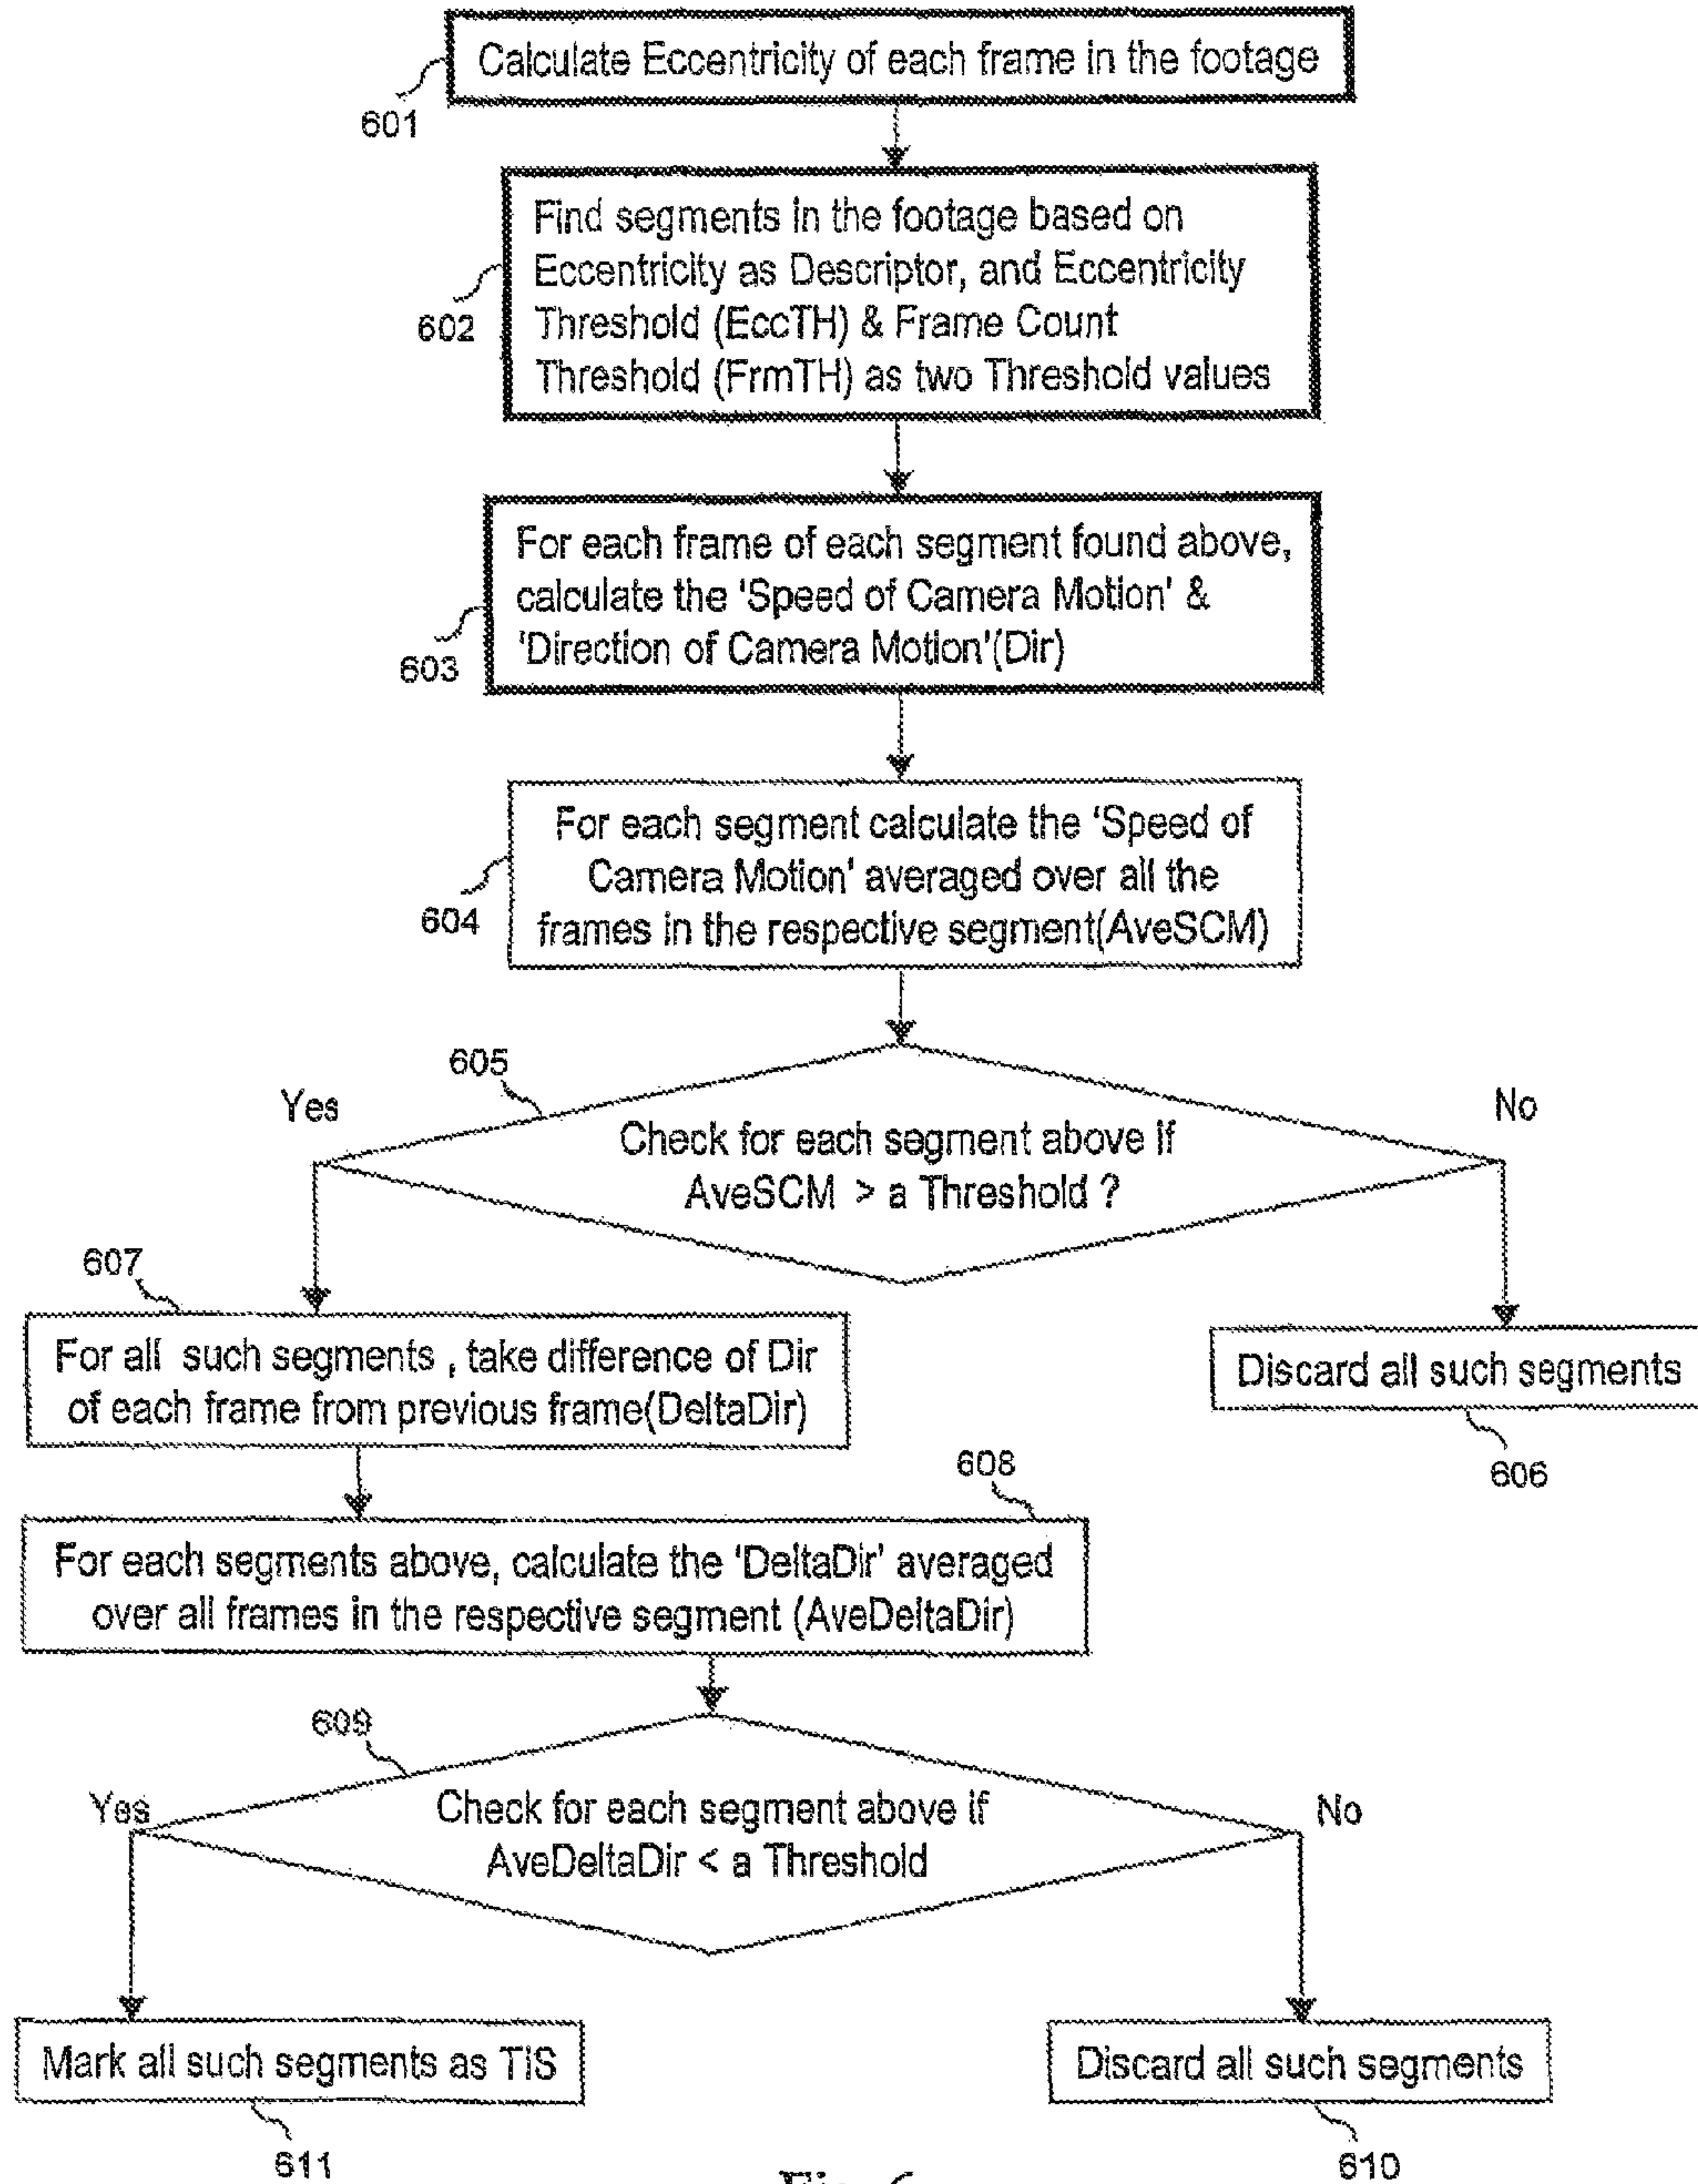 Calculate Eccentricity of each frame in the footage
601
Find segments in the footage based on
Eccentricity as Descriptor, and Eccentricity
Threshold (EccTH) & Frame Count
Threshold (FrmTH) as two Threshold values
602
For each frame of each segment found above,
calculate the 'Speed of Camera Motion' &
'Direction of Camera Motion'(Dir)
603
For each segment calculate the 'Speed of
Camera Motion' averaged over all the
frames in the respective segment(AveSCM)
604
605
Yes
No
Check for each segment above if
AveSCM > a Threshold ?
607
For all such segments , take difference of Dir
of each frame from previous frame(DeltaDir)
Discard all such segments
606
608
For each segments above, calculate the 'DeltaDir' averaged
over all frames in the respective segment (AveDeltaDir)
609
Yes
No
Check for each segment above if
AveDeltaDir < a Threshold
Mark all such segments as TIS
Discard all such segments
611
610